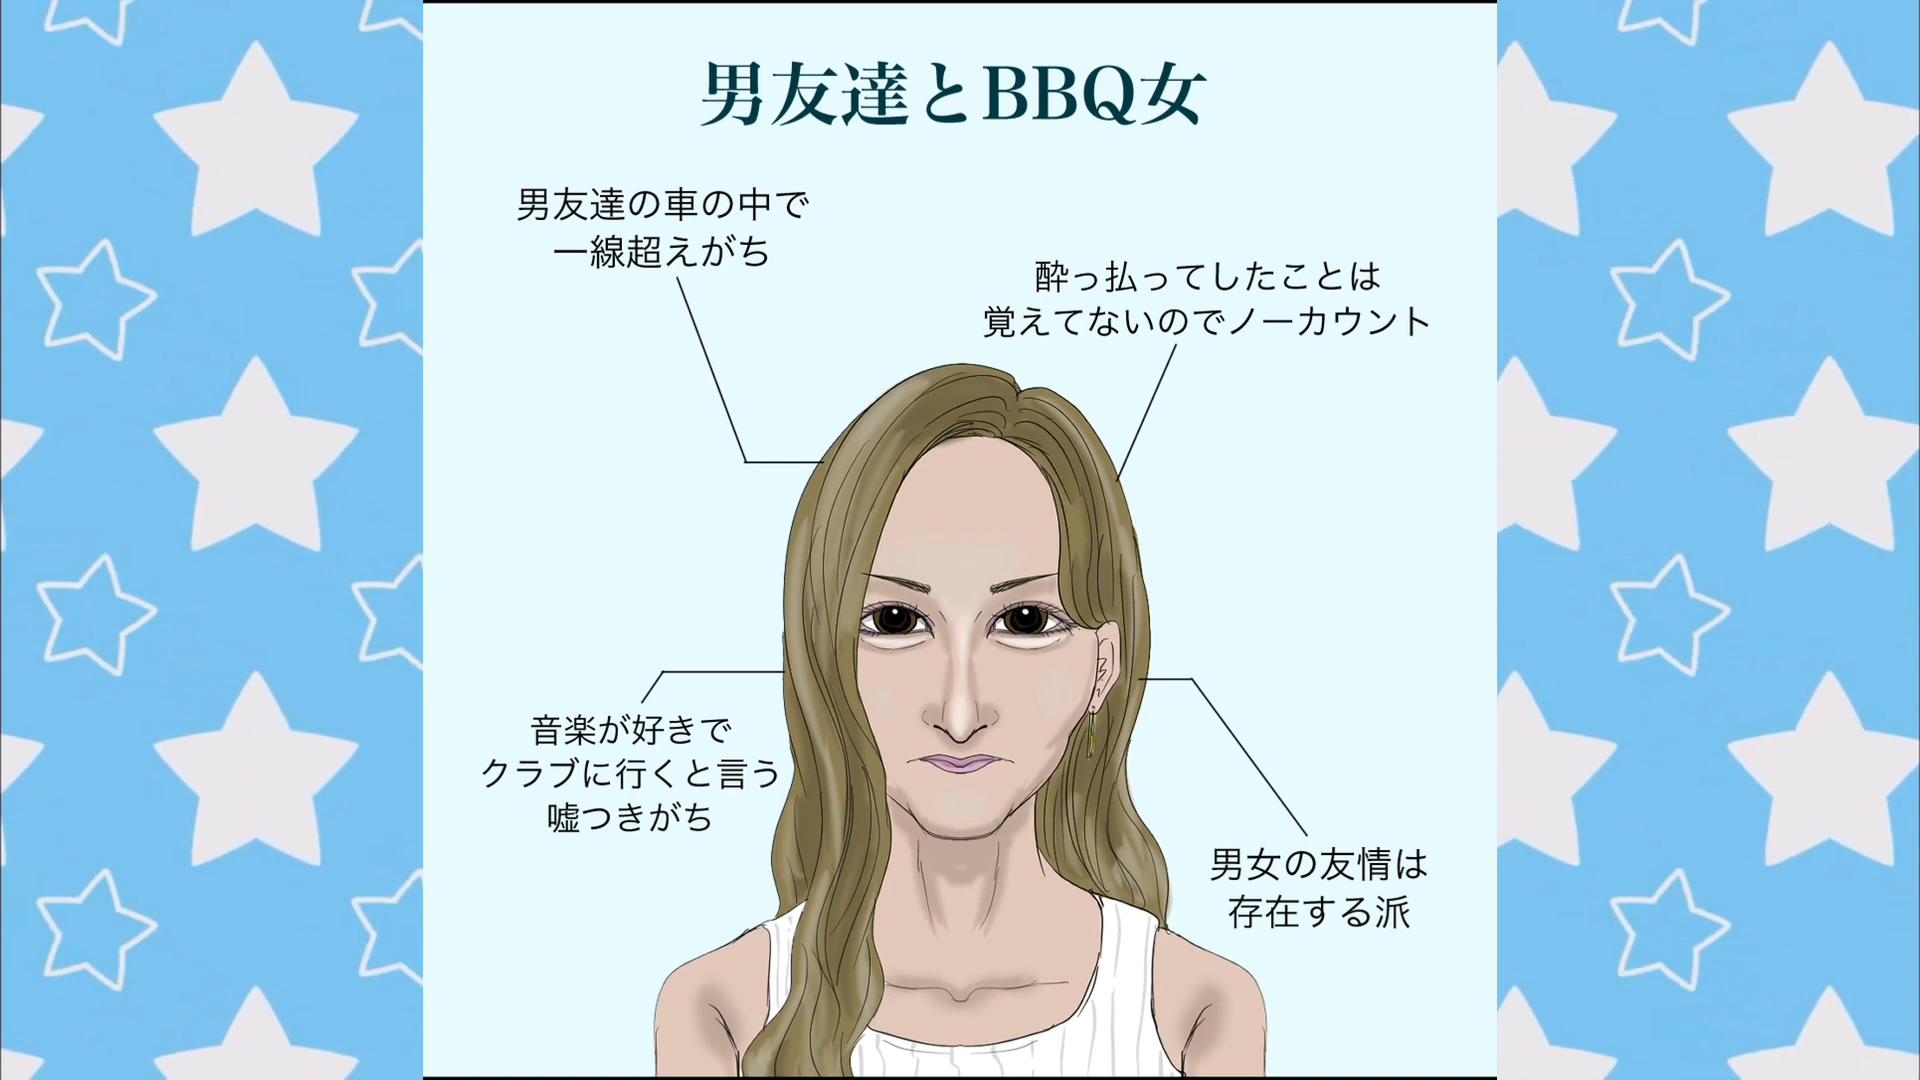 男友達とBBQ女
男友達の車の中で
一線超えがち
酔っ払ってしたことは
覚えてないのでノーカウント
音楽が好きで
クラブに行くと言う
嘘つきがち
男女の友情は
存在する派